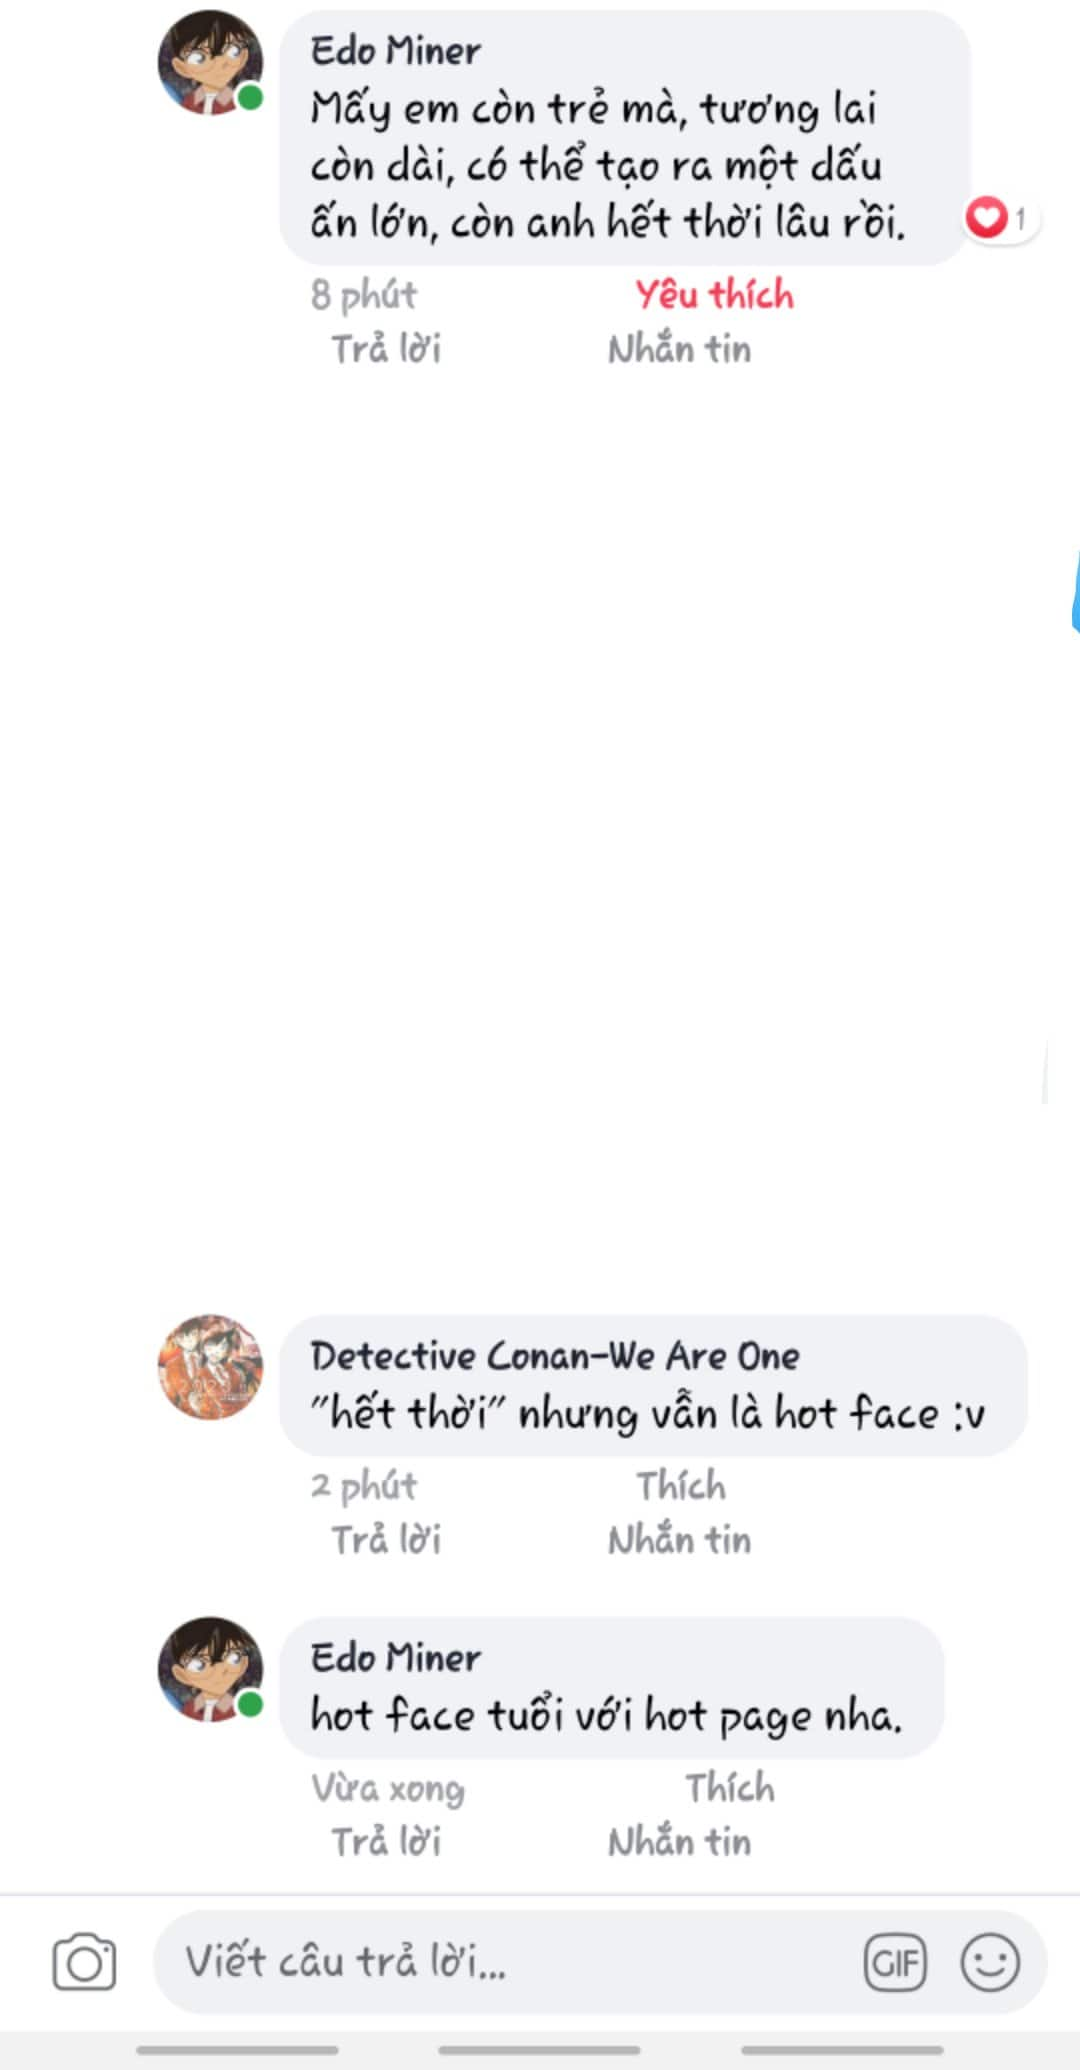 Edo Miner
Mấy em còn trẻ mà, tương lai
còn dài, có thể tạo ra một dấu
ấn lớn, còn anh hết thời lâu rồi.
1
8 phút Yêu thích
Trả lời Nhắn tin
Detective Conan-We Are One
"hết thời" nhưng vẫn là hot face :v
2 phút Thích
Trả lời Nhắn tin
Edo Miner
hot face tuổi với hot page nha.
Vừa xong Thích
Trả lời Nhắn tin
Viết câu trả lời...
GIF